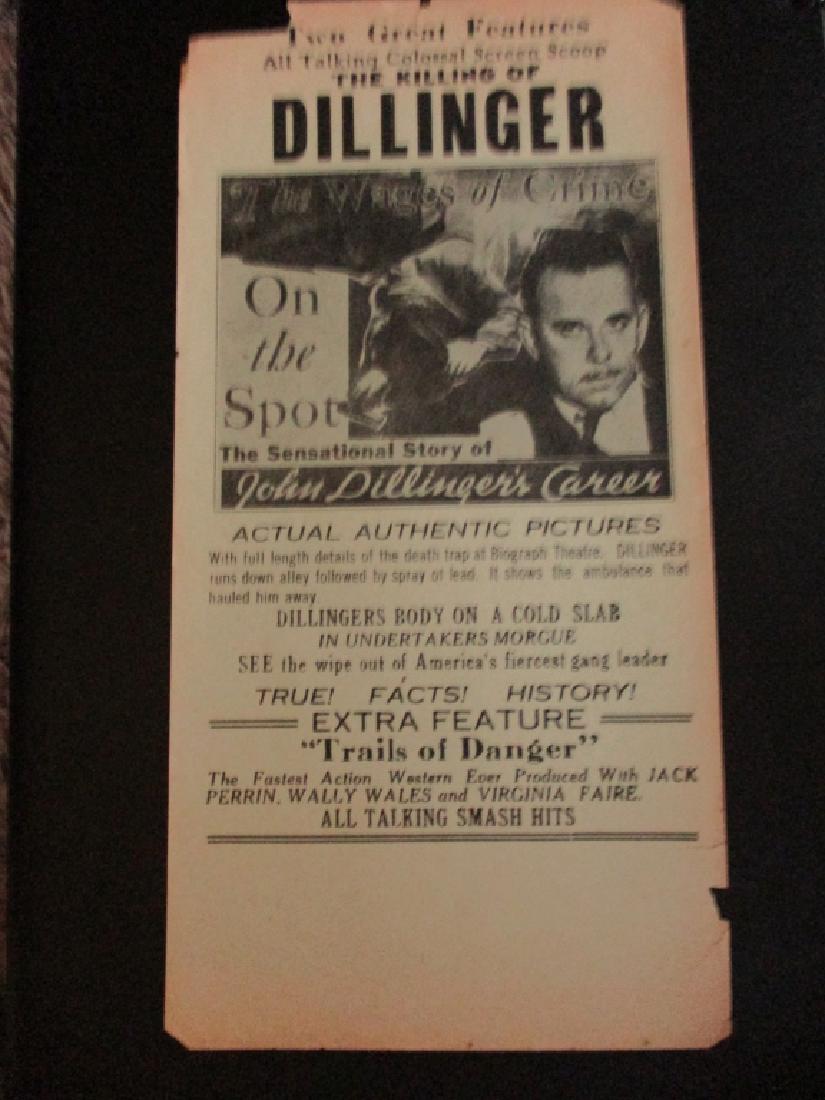 Two Great Features
All Talking Colossal Screen Scoop
THE KILLING OF
DILLINGER
The Wages of Crime
On
the
Spot
The Sensational Story of
John Dillinger's Career
ACTUAL AUTHENTIC PICTURES
With full length details of the death trap at Biograph Theatre. DILLINGER
runs down alley followed by spray of lead. It shows the ambulance that
hauled him away.
DILLINGERS BODY ON A COLD SLAB
IN UNDERTAKERS MORGUE
SEE the wipe out of America's fiercest gang leader
TRUE! FACTS! HISTORY!
EXTRA FEATURE
"Trails of Danger"
The Fastest Action Western Ever Produced With JACK
PERRIN, WALLY WALES and VIRGINIA FAIRE.
ALL TALKING SMASH HITS